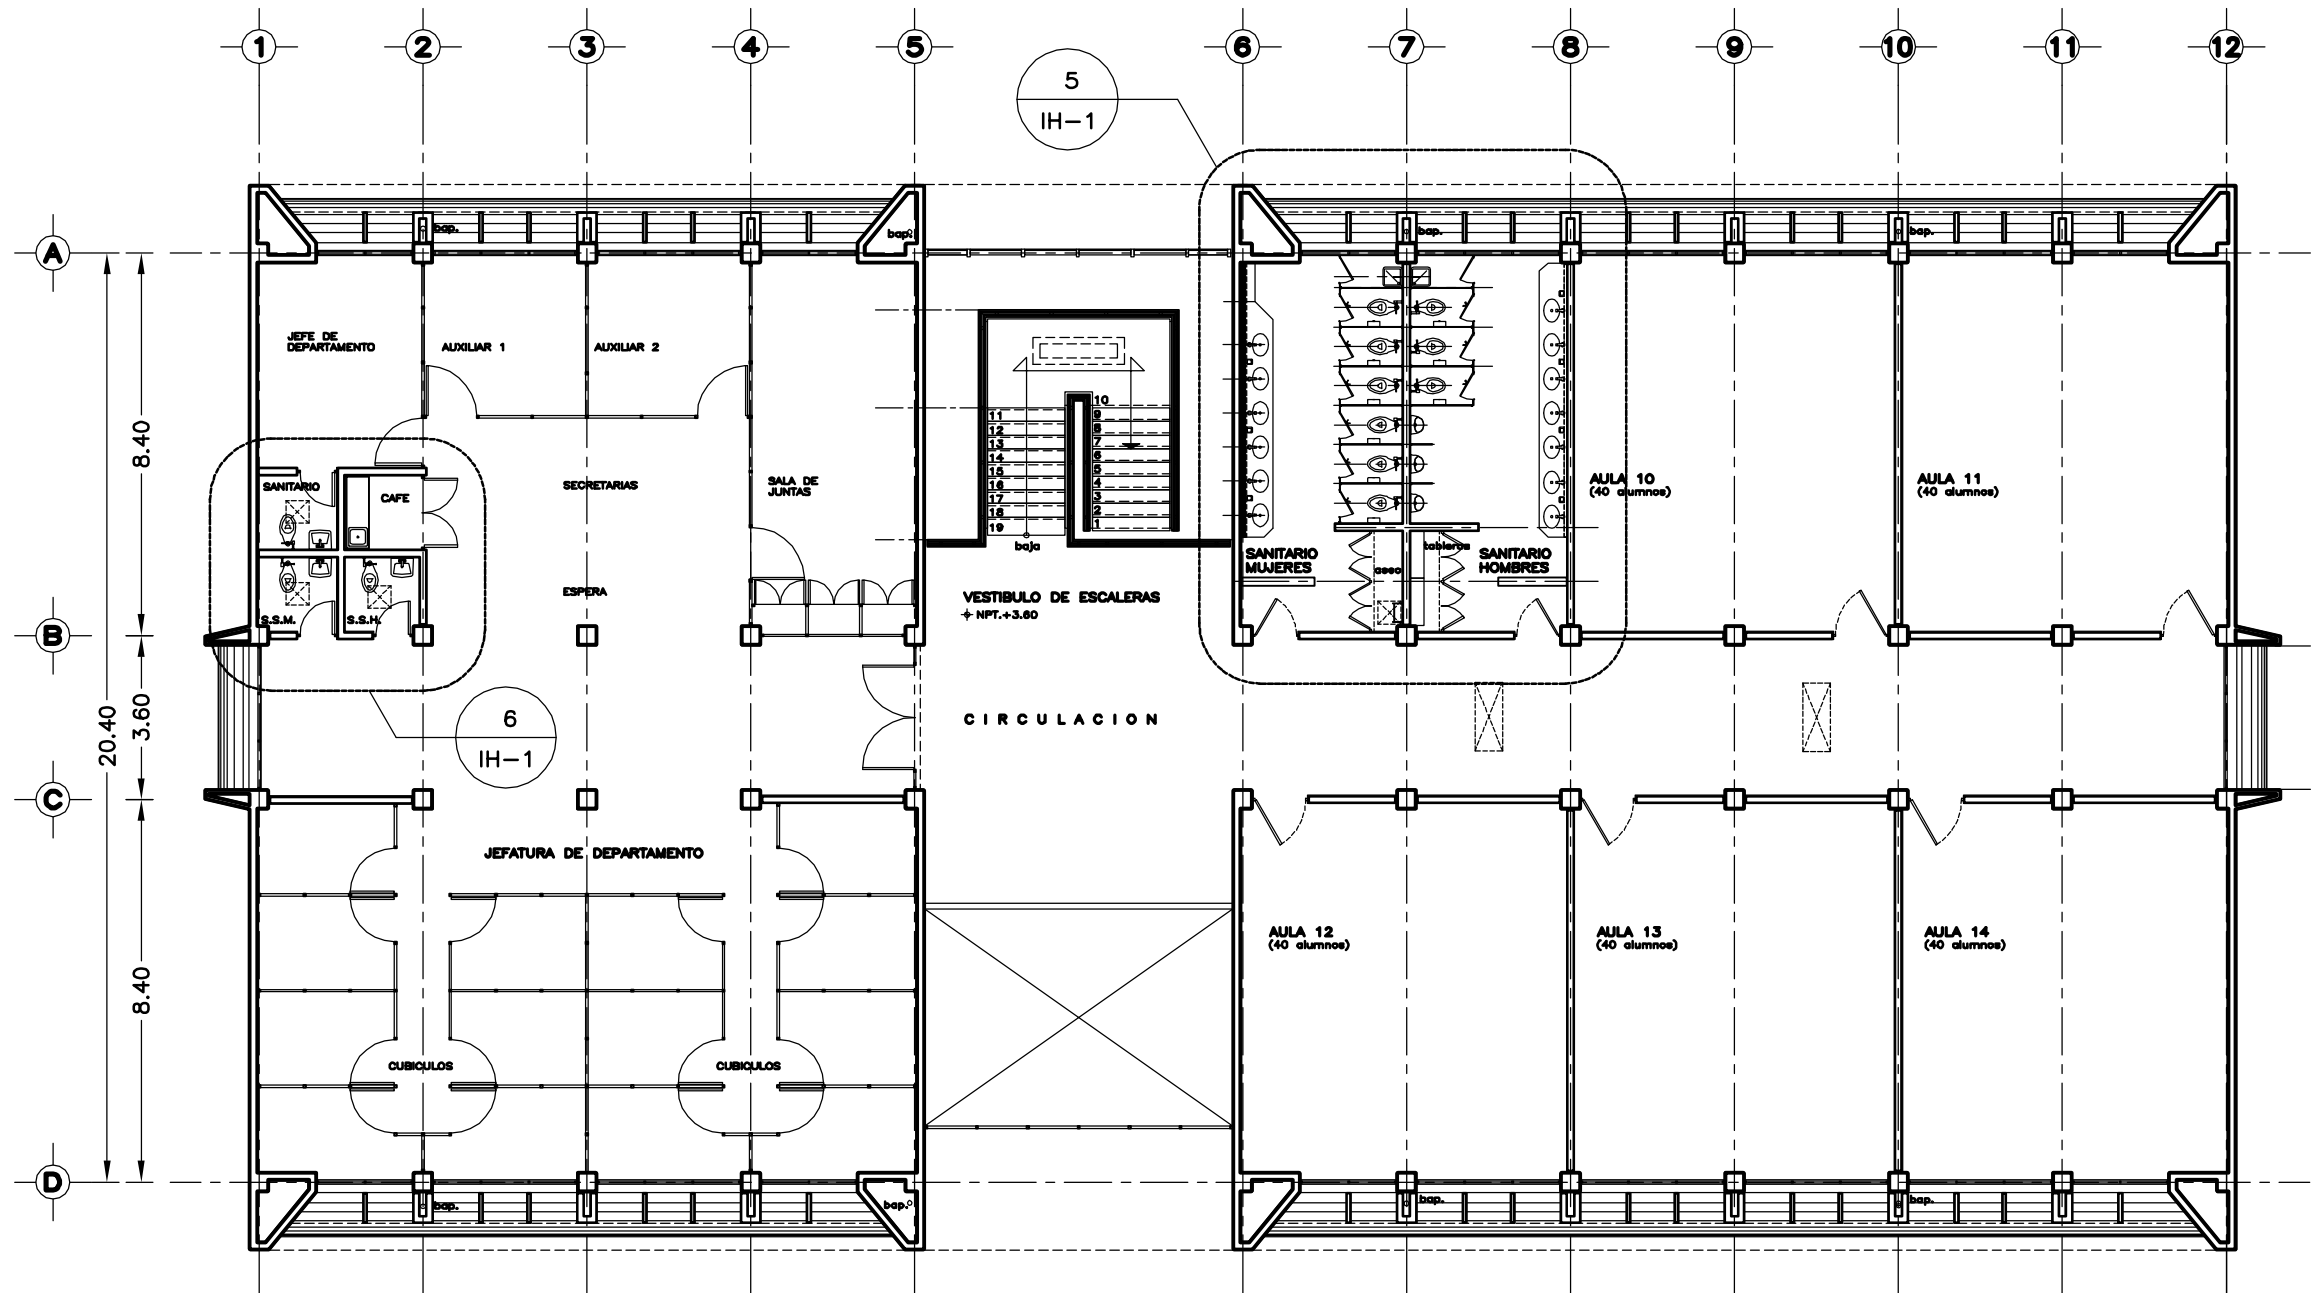 1 2 3 4 5 6 7 8 9 10 11 12
5
IH-1
bap.
bap.
bap.
bap.
A
JEFE DE
DEPARTAMENTO
AUXILIAR 1
AUXILIAR 2
10
9
8
7
6
5
4
3
2
1
11
12
13
14
15
16
17
18
19
baja
8.40
SANITARIO
CAFE
SECRETARIAS
SALA DE
JUNTAS
AULA 10
(40 alumnos)
AULA 11
(40 alumnos)
SANITARIO
MUJERES
tableros
aseo
SANITARIO
HOMBRES
ESPERA
VESTIBULO DE ESCALERAS
NPT.+3.60
S.S.M.
S.S.H.
B
20.40
3.60
6
IH-1
CIRCULACION
C
JEFATURA DE DEPARTAMENTO
AULA 12
(40 alumnos)
AULA 13
(40 alumnos)
AULA 14
(40 alumnos)
8.40
CUBICULOS
CUBICULOS
D
bap.
bap.
bap.
bap.